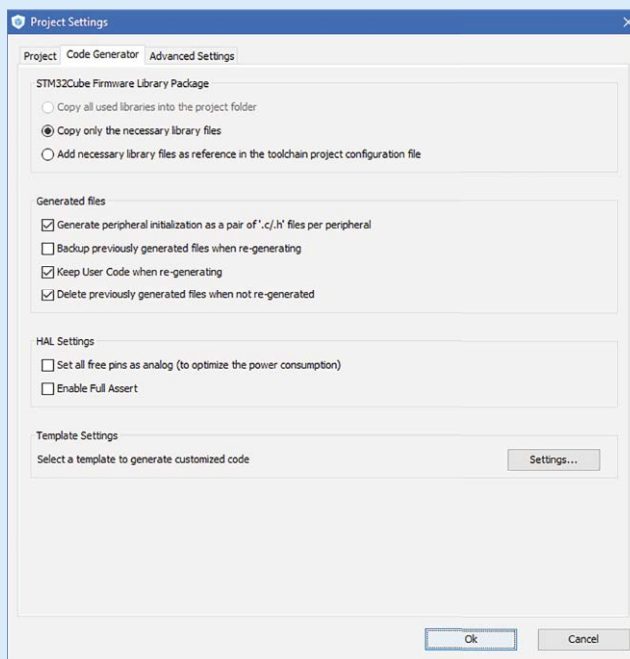 Project Settings
Project Code Generator Advanced Settings
STM32Cube Firmware Library Package
Copy all used libraries into the project folder
Copy only the necessary library files
Add necessary library files as reference in the toolchain project configuration file
Generated files
Generate peripheral initialization as a pair of '.c/.h' files per peripheral
Backup previously generated files when re-generating
Keep User Code when re-generating
Delete previously generated files when not re-generated
HAL Settings
Set all free pins as analog (to optimize the power consumption)
Enable Full Assert
Template Settings
Select a template to generate customized code Settings...
Ok Cancel